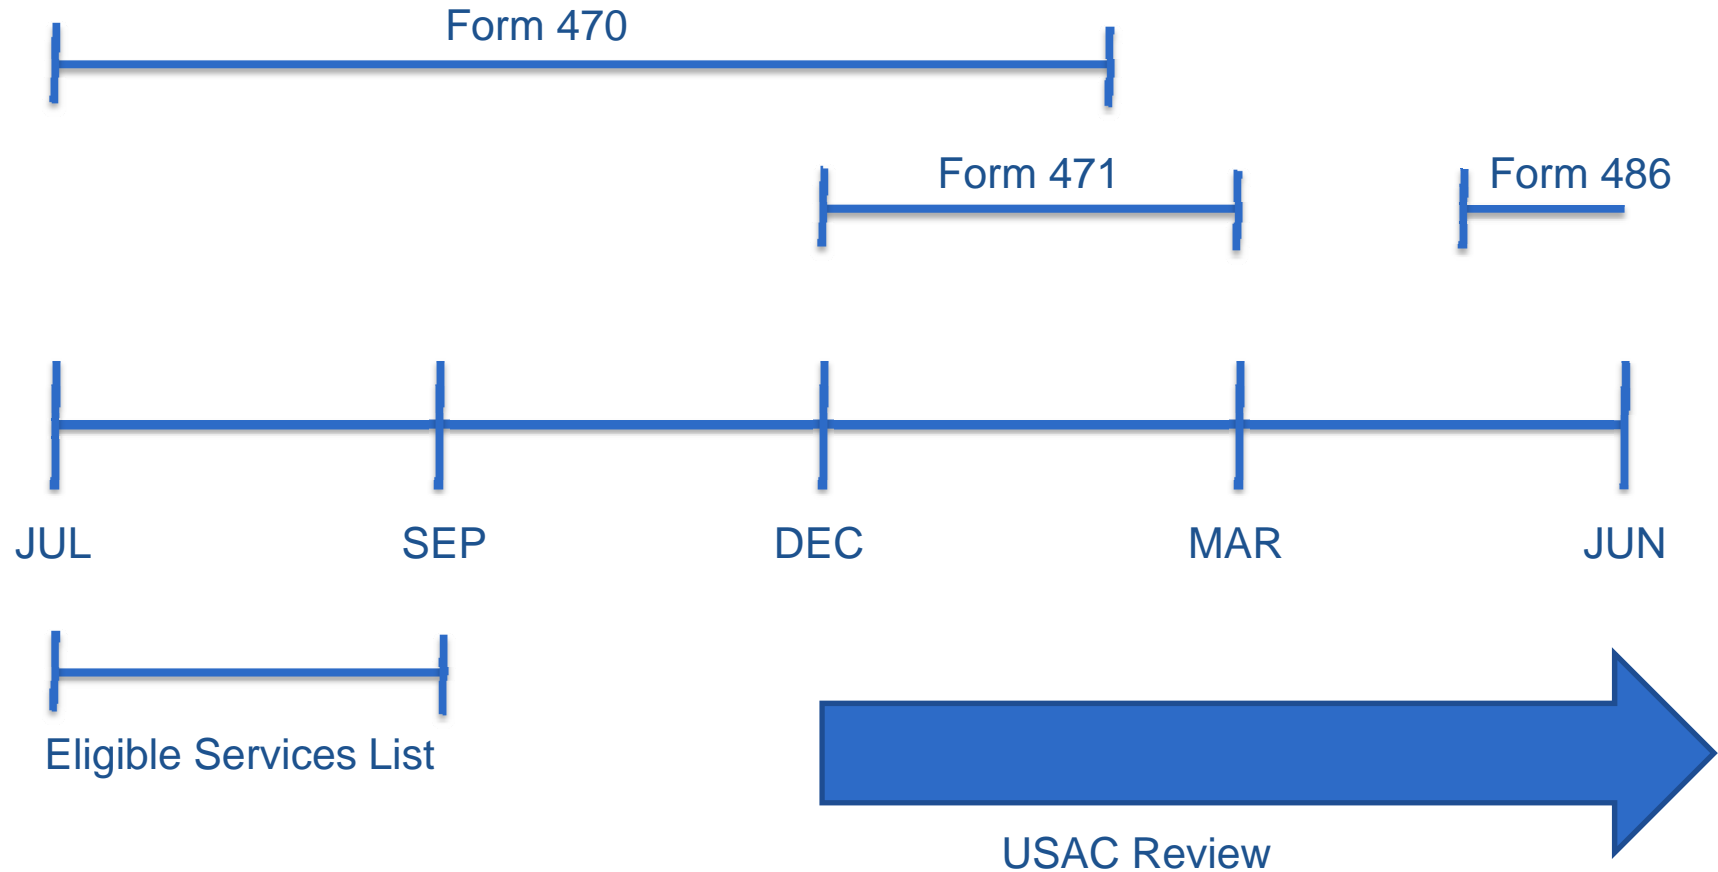 Form 470
Form 471
Form 486
JUL
SEP
DEC
MAR
JUN
Eligible Services List
USAC Review